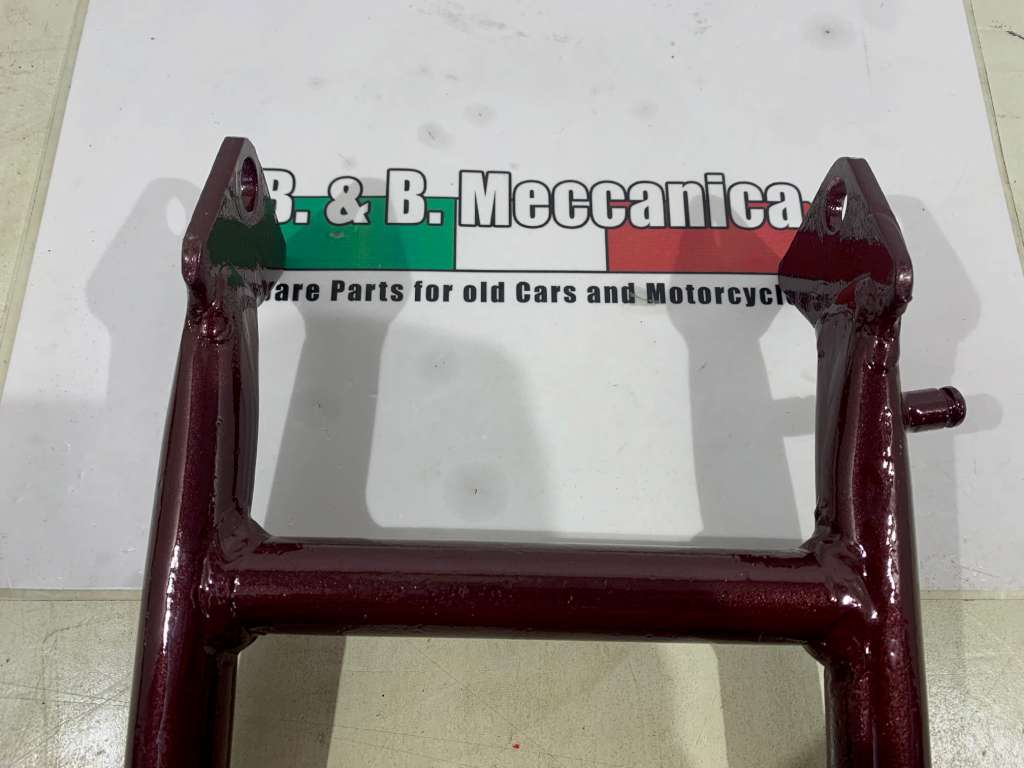 B. & B. Meccanica
Parts for old Cars and